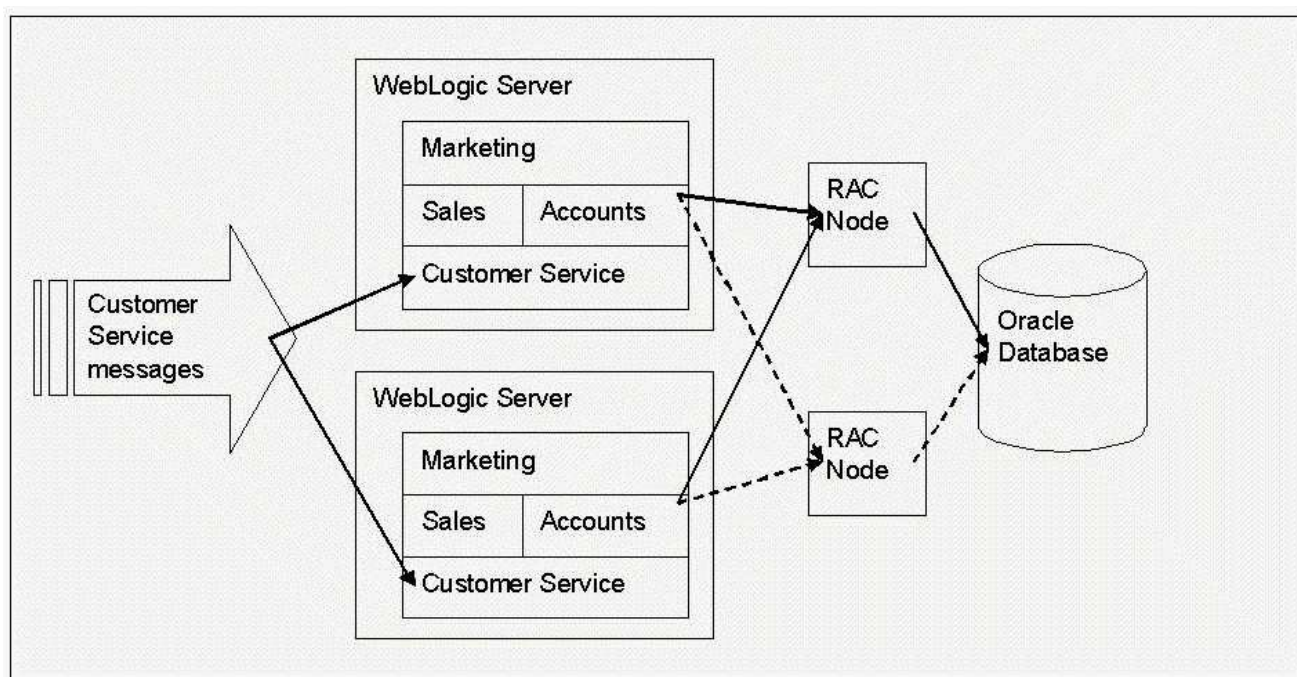 Customer
Service
messages
WebLogic Server
Marketing
Sales
Accounts
Customer Service
WebLogic Server
Marketing
Sales
Accounts
Customer Service
RAC
Node
RAC
Node
Oracle
Database